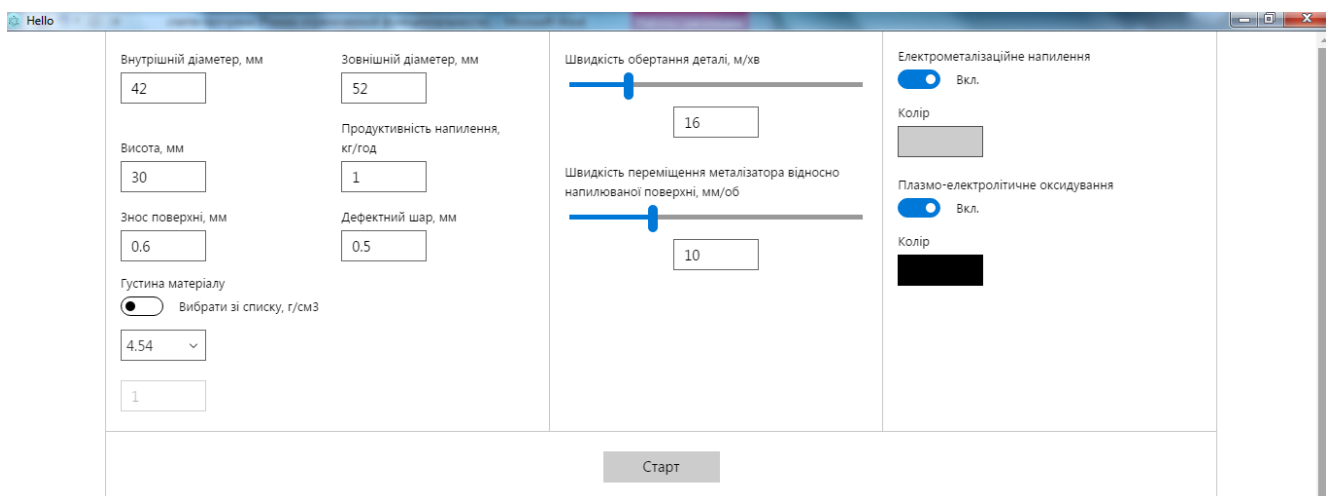 Hello
Внутрішній діаметер, мм
Зовнішній діаметер, мм
42
52
Висота, мм
Продуктивність напилення,
кг/год
30
1
Знос поверхні, мм
Дефектний шар, мм
0.6
0.5
Густина матеріалу
Вибрати зі списку, г/см3
4.54
1
Швидкість обертання деталі, м/хв
16
Швидкість переміщення металізатора відносно
напилюваної поверхні, мм/об
10
Електрометалізаційне напилення
Вкл.
Колір
Плазмо-електролітичне оксидування
Вкл.
Колір
Старт